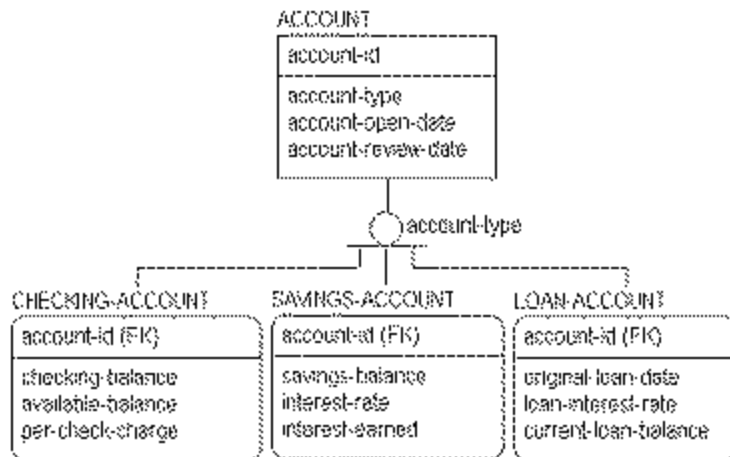 ACCOUNT
account-id
account-type
account-open-date
account-review-date
account-type
CHECKING-ACCOUNT
account-id (FK)
checking-balance
available-balance
per-check-charge
SAVINGS-ACCOUNT
account-id (FK)
savings-balance
interest-rate
interest-earned
LOAN-ACCOUNT
account-id (FK)
original-loan-date
loan-interest-rate
current-loan-balance